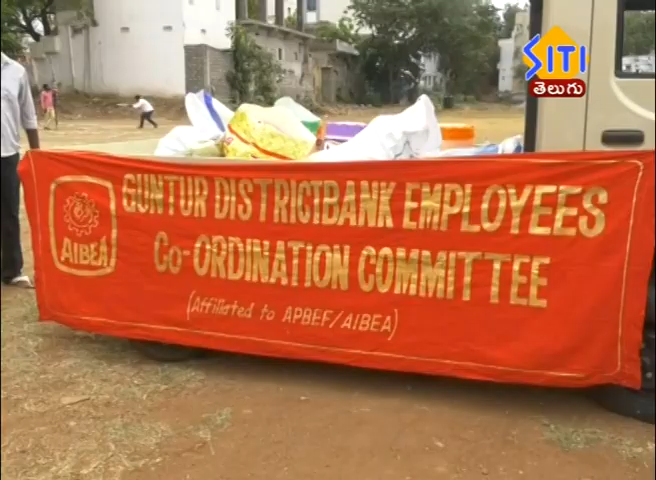 SITI
తెలుగు
GUNTUR DISTRICTBANK EMPLOYEES
CO-ORDINATION COMMITTEE
(Affiliated to APBEF/AIBEA)
AIBEA